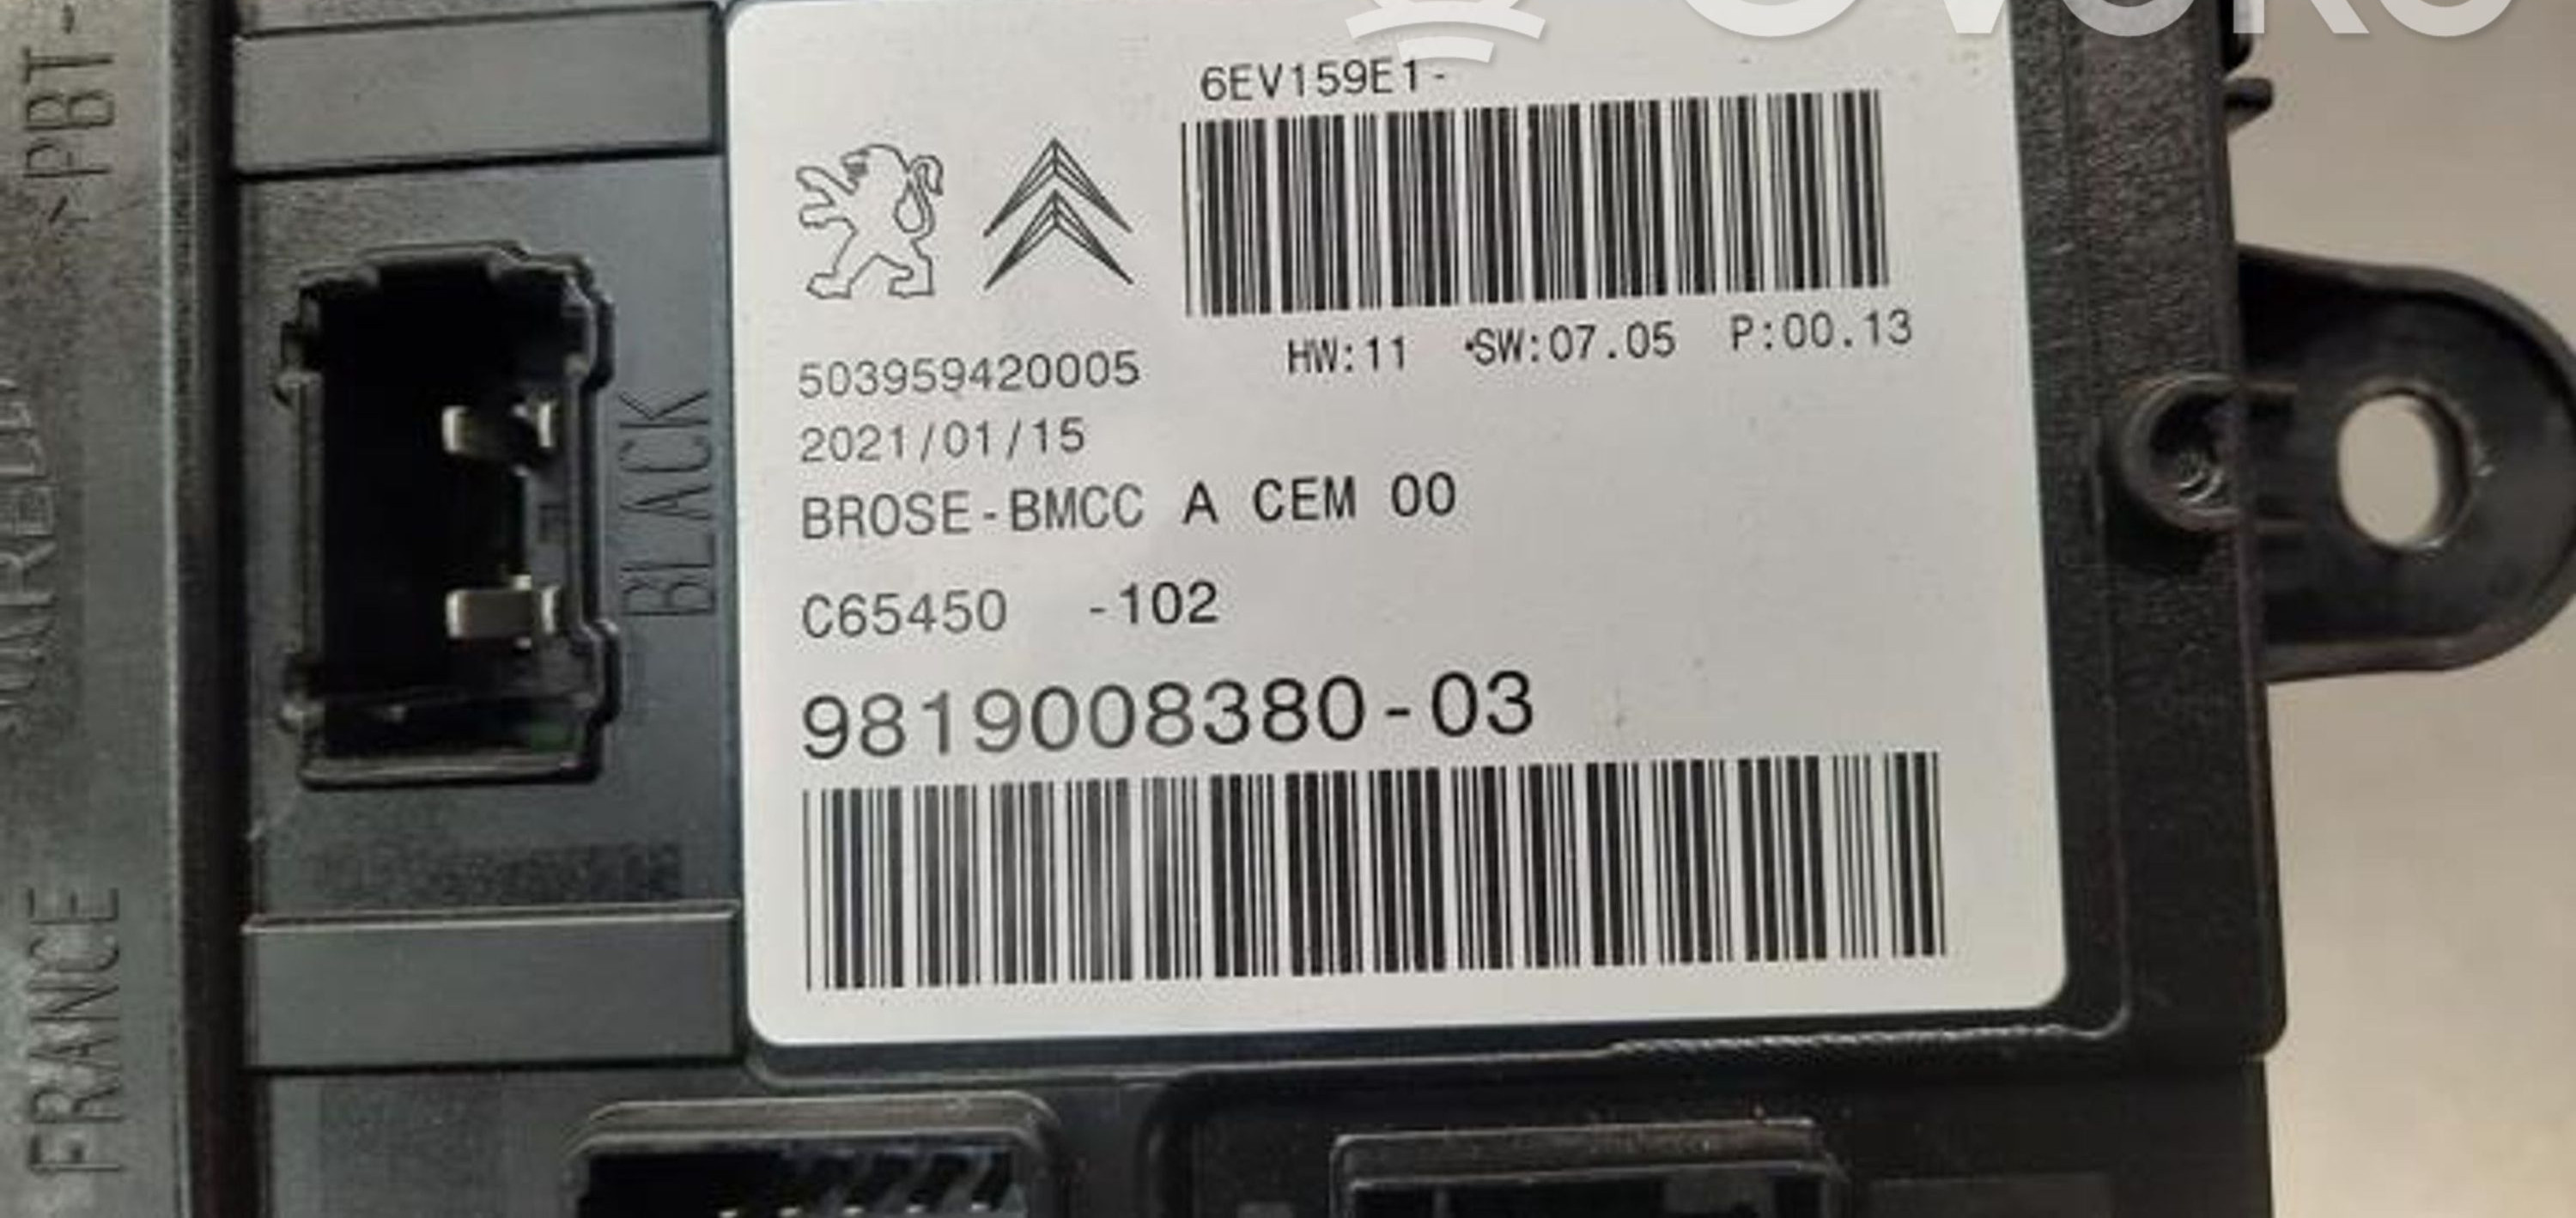 6EV159E1-
HW:11 SW:07.05 P:00.13
503959420005
2021/01/15
BROSE-BMCC A CEM 00
C65450 -102
9819008380-03
BLACK
>PBT-
FRANCE